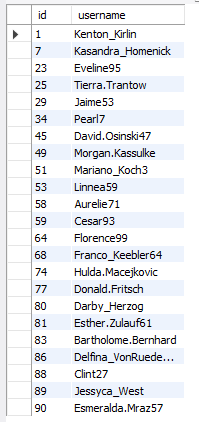 id username
1 Kenton_Kirlin
7 Kasandra_Homenick
23 Eveline95
25 Tierra.Trantow
29 Jaime53
34 Pearl7
45 David.Osinski47
49 Morgan.Kassulke
51 Mariano_Koch3
53 Linnea59
58 Aurelie71
59 Cesar93
64 Florence99
68 Franco_Keebler64
74 Hulda.Macejkovic
77 Donald.Fritsch
80 Darby_Herzog
81 Esther.Zulauf61
83 Bartholome.Bernhard
86 Delfina_VonRuede...
88 Clint27
89 Jessyca_West
90 Esmeralda.Mraz57